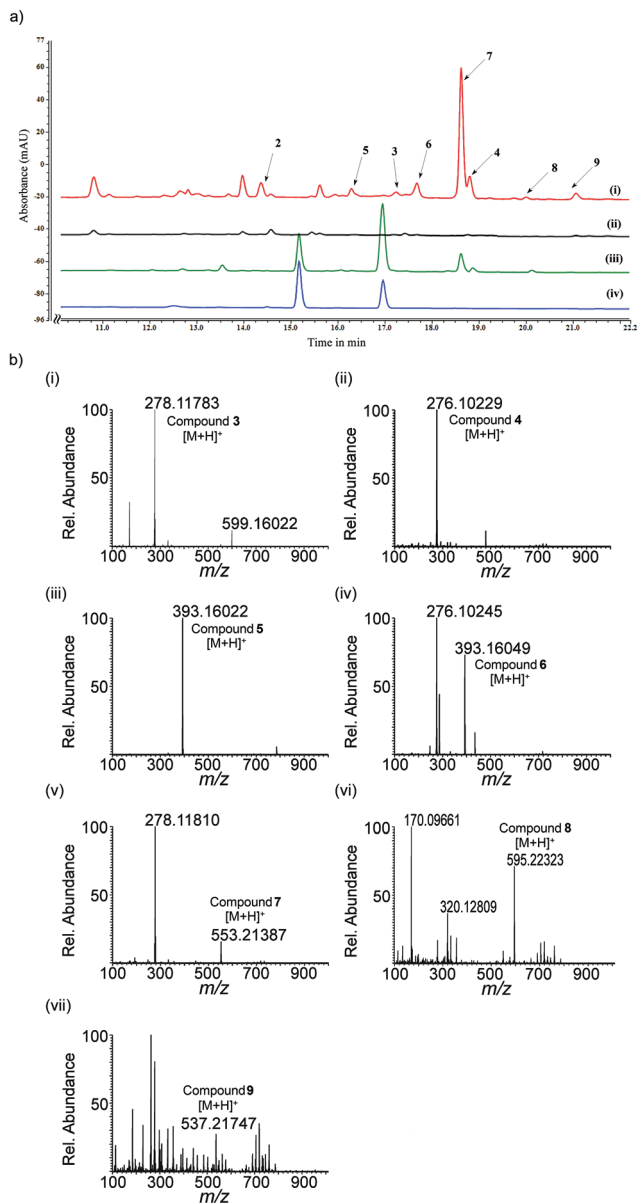 a)
77
60
40
20
0
-20
-40
-60
-80
-96
Absorbance (mAU)
7
2
5
3
6
4
8
9
(i)
(ii)
(iii)
(iv)
11.0 12.0 13.0 14.0 15.0 16.0 17.0 18.0 19.0 20.0 21.0 22.2
Time in min
b)
(i)
278.11783
Compound 3
[M+H]+
599.16022
100
50
Rel. Abundance
100 300 500 700 900
m/z
(ii)
276.10229
Compound 4
[M+H]+
100
50
Rel. Abundance
100 300 500 700 900
m/z
(iii)
393.16022
Compound 5
[M+H]+
100
50
Rel. Abundance
100 300 500 700 900
m/z
(iv)
276.10245
393.16049
Compound 6
[M+H]+
100
50
Rel. Abundance
100 300 500 700 900
m/z
(v)
278.11810
Compound 7
[M+H]+
553.21387
100
50
Rel. Abundance
100 300 500 700 900
m/z
(vi)
170.09661
Compound 8
[M+H]+
595.22323
320.12809
100
50
Rel. Abundance
100 300 500 700 900
m/z
(vii)
Compound 9
[M+H]+
537.21747
100
50
Rel. Abundance
100 300 500 700 900
m/z